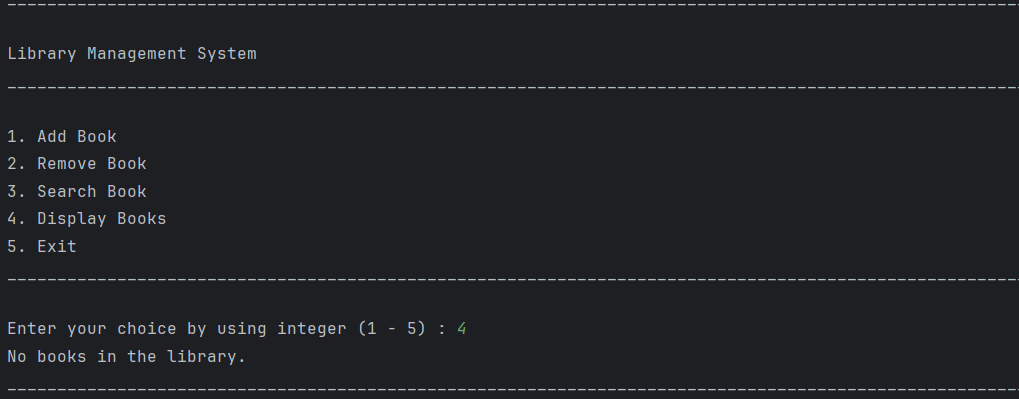 Library Management System
1. Add Book
2. Remove Book
3. Search Book
4. Display Books
5. Exit
Enter your choice by using integer (1 - 5) : 4
No books in the library.